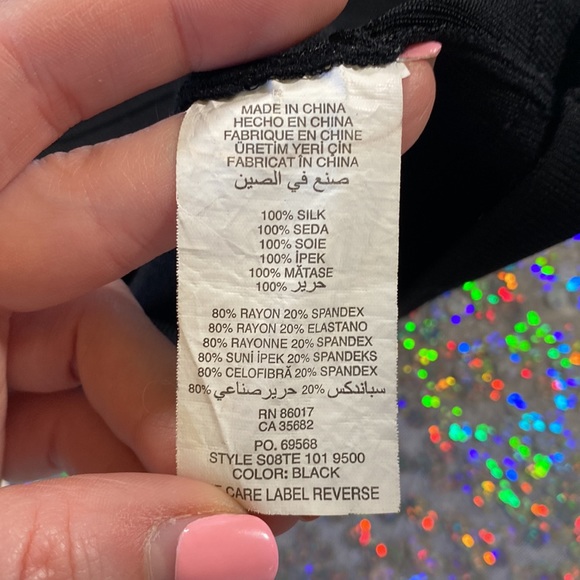 MADE IN CHINA
HECHO EN CHINA
FABRIQUE EN CHINE
ÜRETİM YERİ ÇİN
FABRICAT ÎN CHINA
صنع في الصين
100% SILK
100% SEDA
100% SOIE
100% İPEK
100% MĂTASE
100% حرير
80% RAYON 20% SPANDEX
80% RAYON 20% ELASTANO
80% RAYONNE 20% SPANDEX
80% SUNİ İPEK 20% SPANDEKS
80% CELOFIBRĂ 20% SPANDEX
80% حرير صناعي 20% سباندكس
RN 86017
CA 35682
PO. 69568
STYLE S08TE 101 9500
COLOR: BLACK
CARE LABEL REVERSE